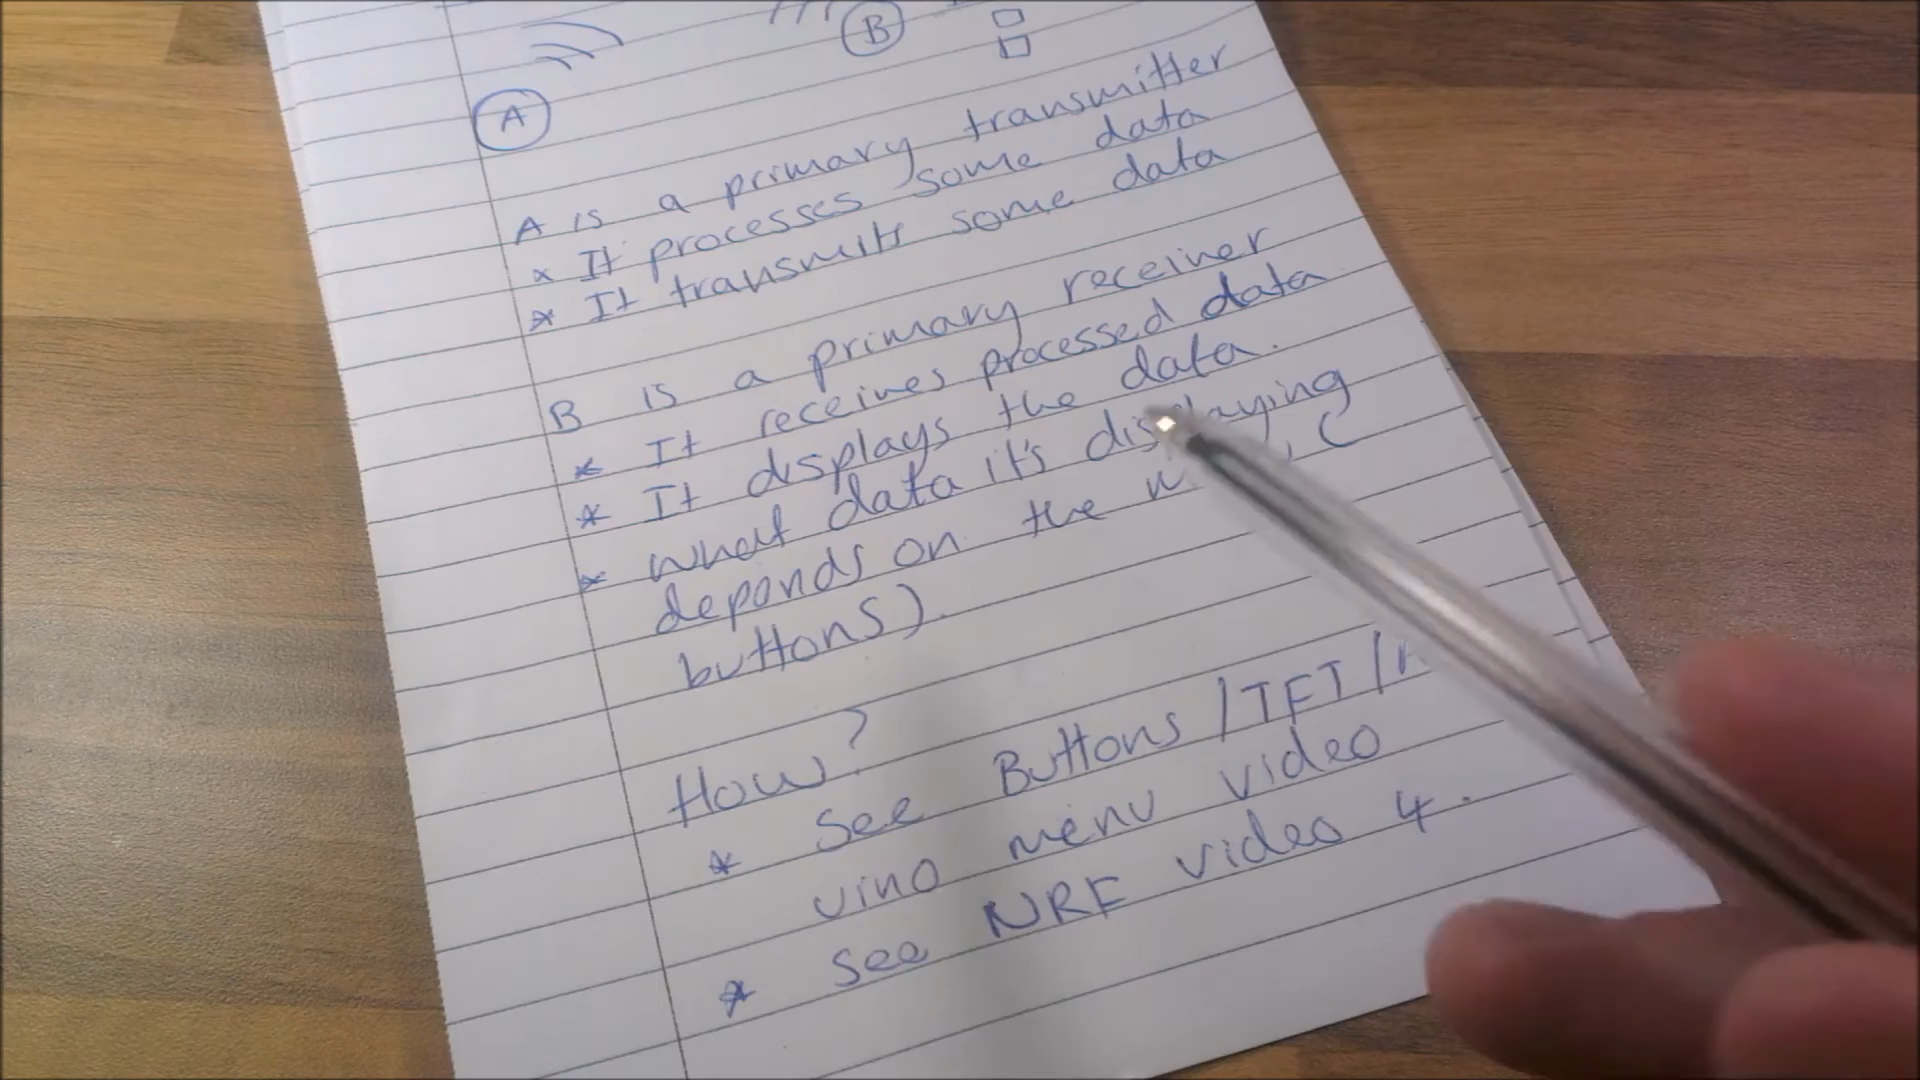 B
A
A is a primary transmitter
* It processes some data
* It transmits some data
B is a primary receiver
* It receives processed data
* It displays the data.
* what data it's displaying
depends on the (
buttons).
How?
* See Buttons /TFT/
uino menu video
* See NRF video 4.